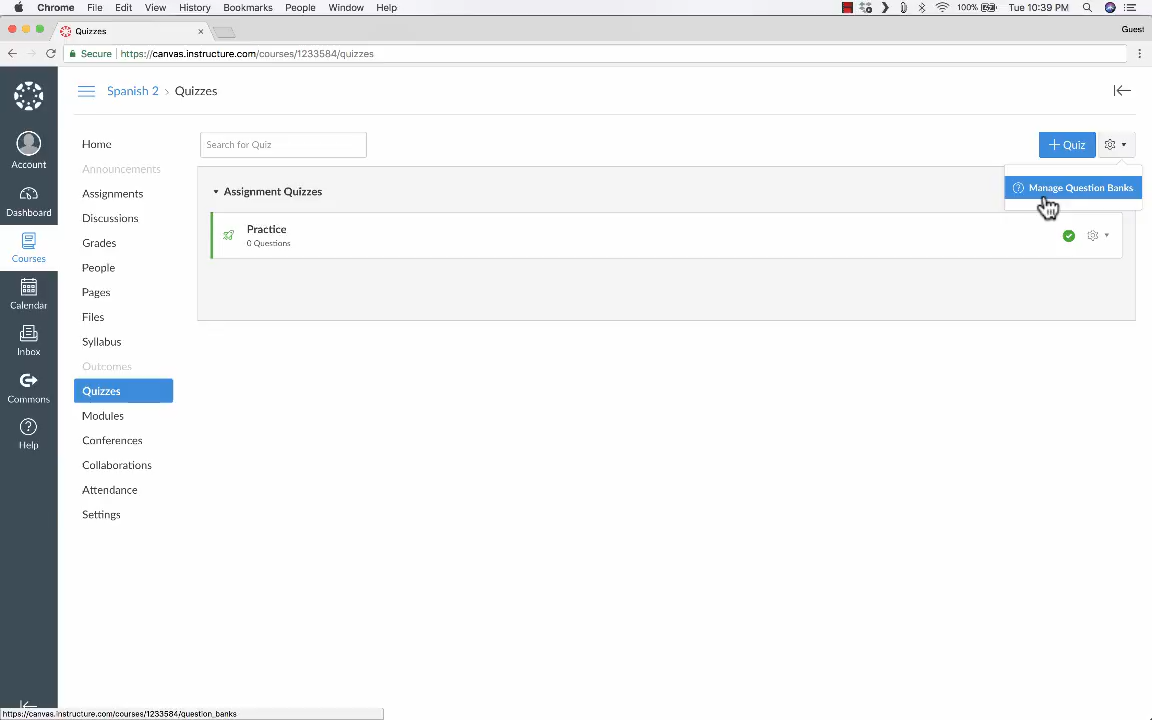 Chrome File Edit View History Bookmarks People Window Help 100% Tue 10:39 PM
Quizzes Guest
Secure https://canvas.instructure.com/courses/1233584/quizzes
Spanish 2 › Quizzes
Account
Dashboard
Courses
Calendar
Inbox
Commons
Help
Home
Announcements
Assignments
Discussions
Grades
People
Pages
Files
Syllabus
Outcomes
Quizzes
Modules
Conferences
Collaborations
Attendance
Settings
Search for Quiz
+ Quiz
Manage Question Banks
Assignment Quizzes
Practice
0 Questions
https://canvas.instructure.com/courses/1233584/question_banks